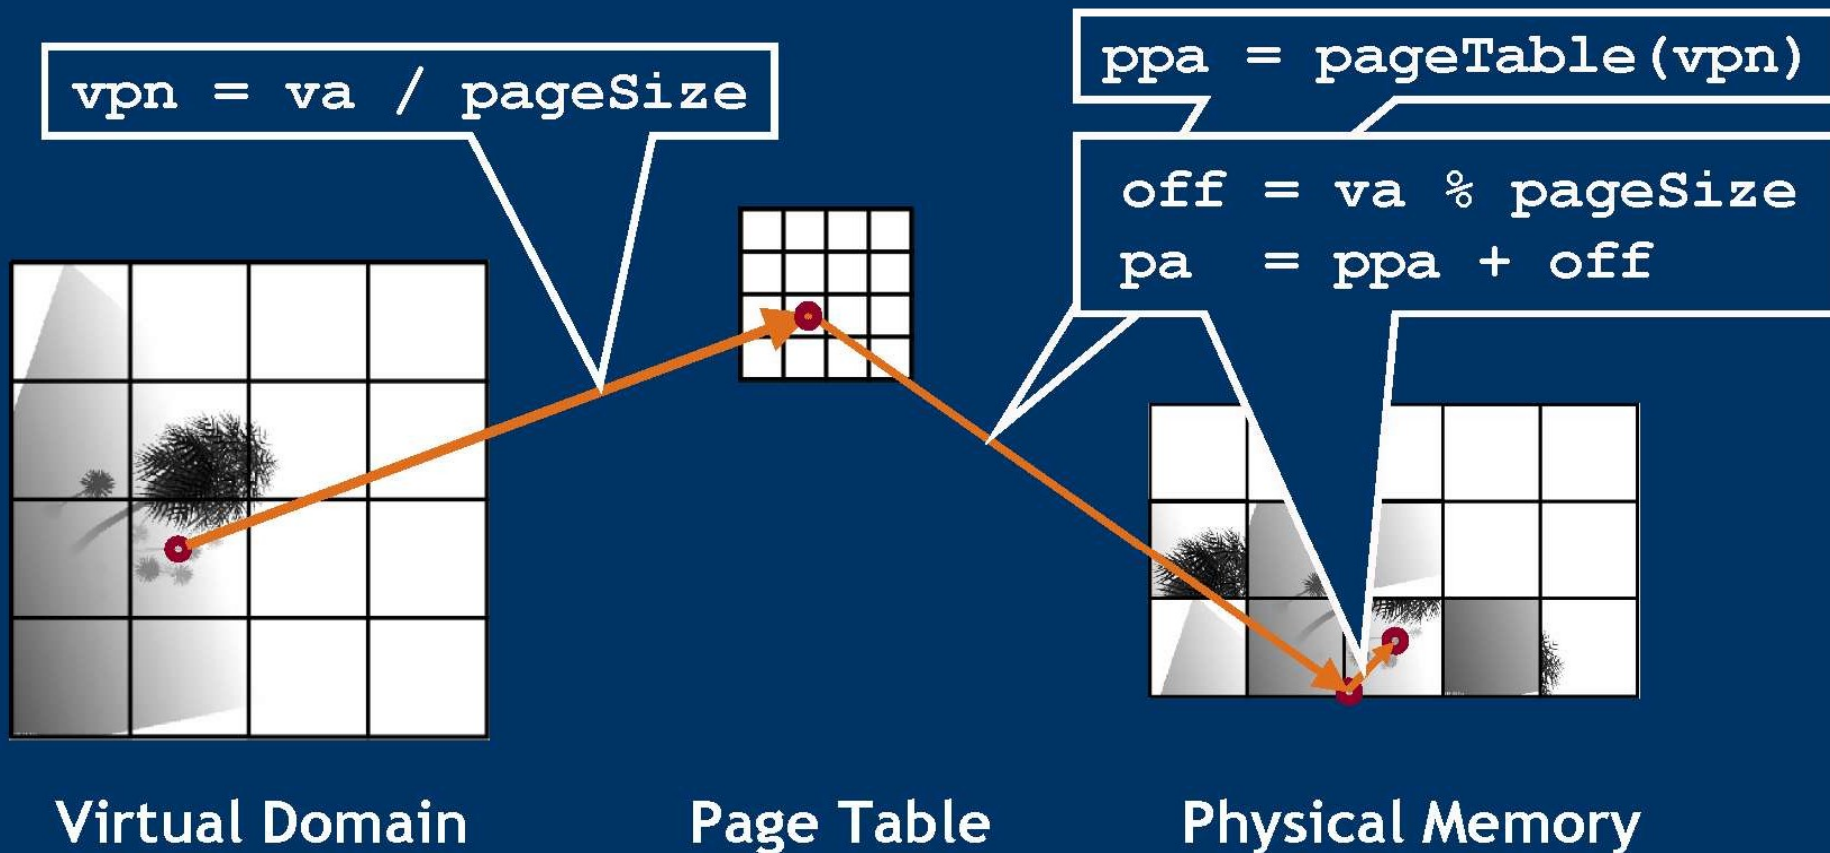 vpn = va / pageSize
ppa = pageTable(vpn)
off = va % pageSize
pa = ppa + off
Virtual Domain
Page Table
Physical Memory